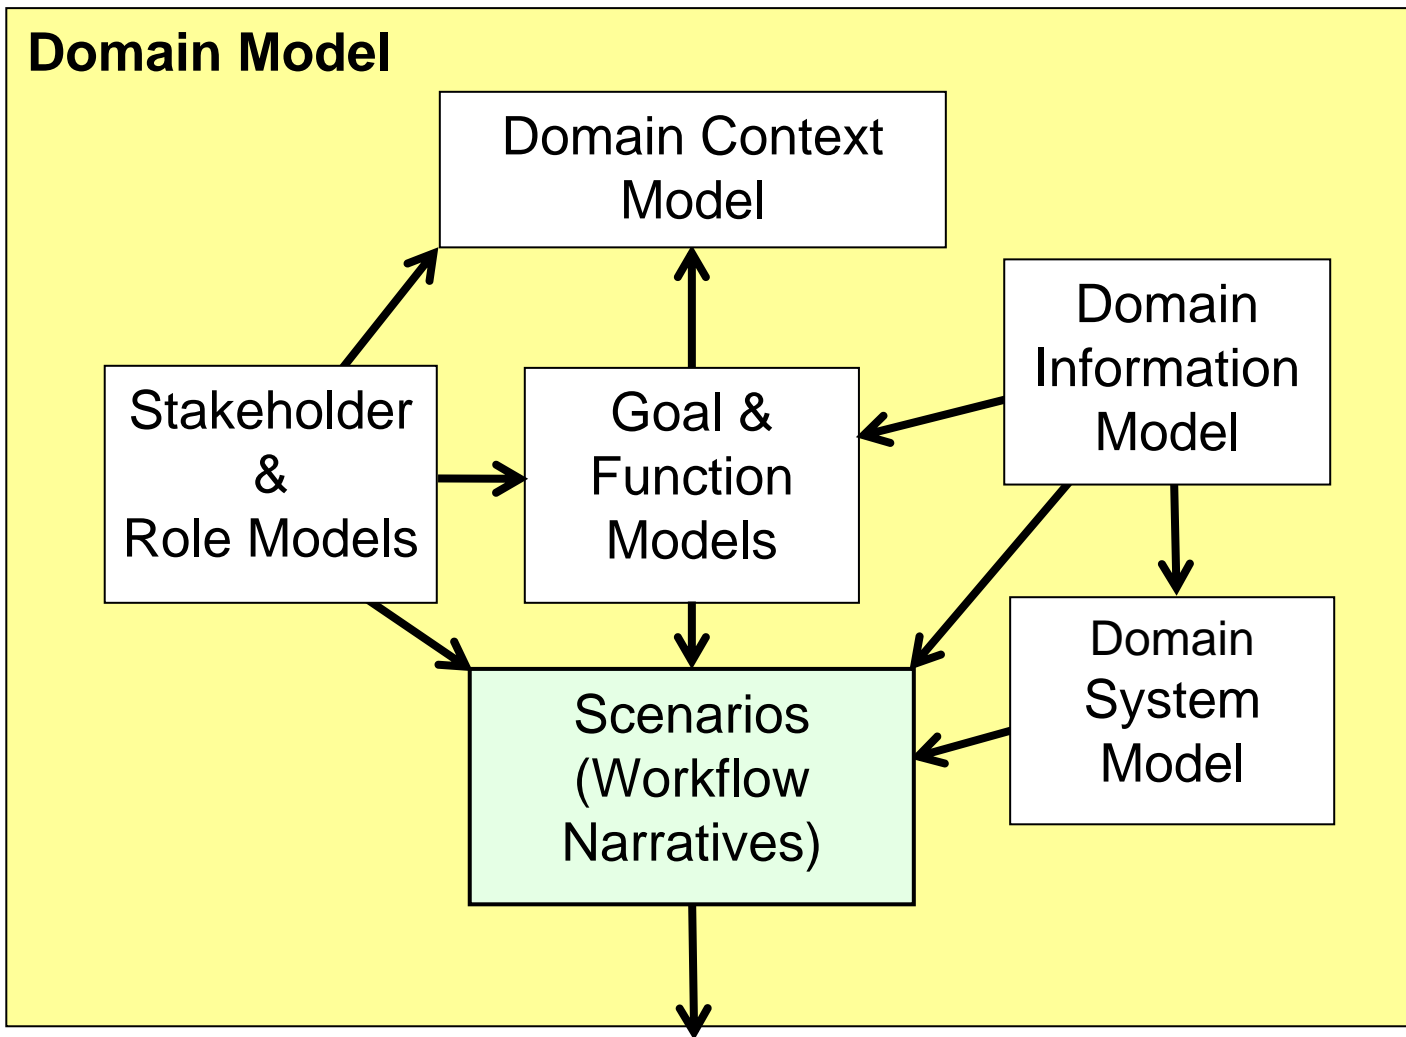 Domain Model
Domain Context
Model
Domain
Information
Model
Stakeholder
&
Role Models
Goal &
Function
Models
Domain
System
Model
Scenarios
(Workflow
Narratives)